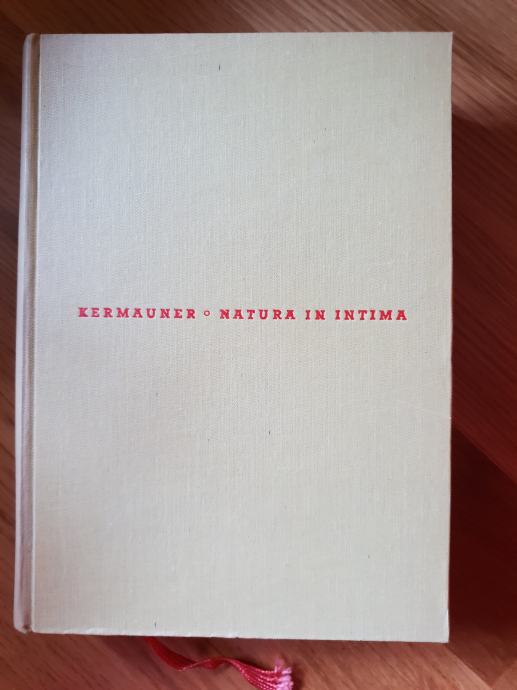 KERMAUNER ° NATURA IN INTIMA